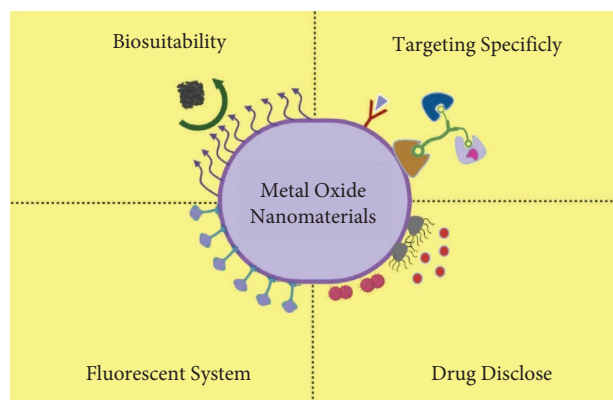 Biosuitability
Targeting Specificly
Metal Oxide
Nanomaterials
Fluorescent System
Drug Disclose